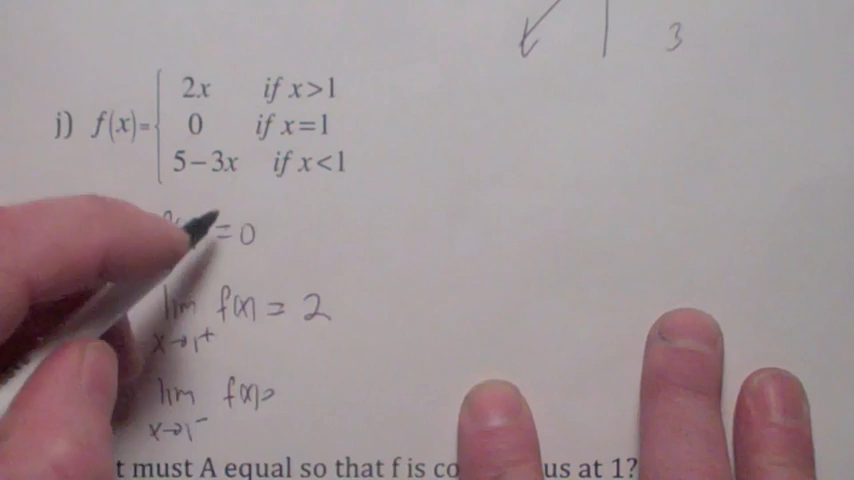 3
2x if x>1
j) f(x)= 0 if x=1
5−3x if x<1
=0
lim f(x) = 2
x→1+
lim f(x)=
x→1-
t must A equal so that f is co us at 1?